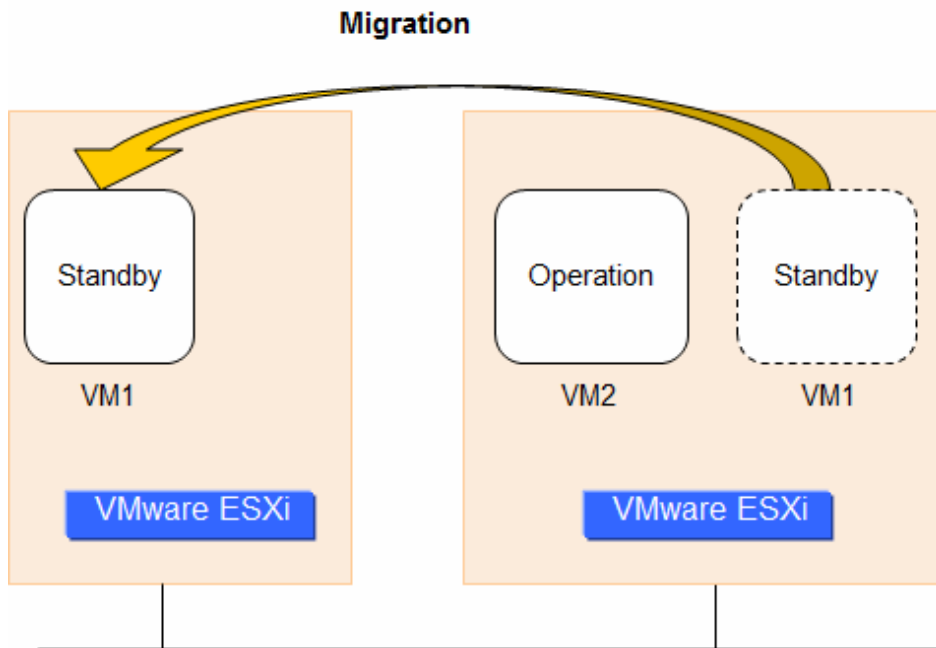 Migration
Standby
VM1
Operation
VM2
Standby
VM1
VMware ESXi
VMware ESXi